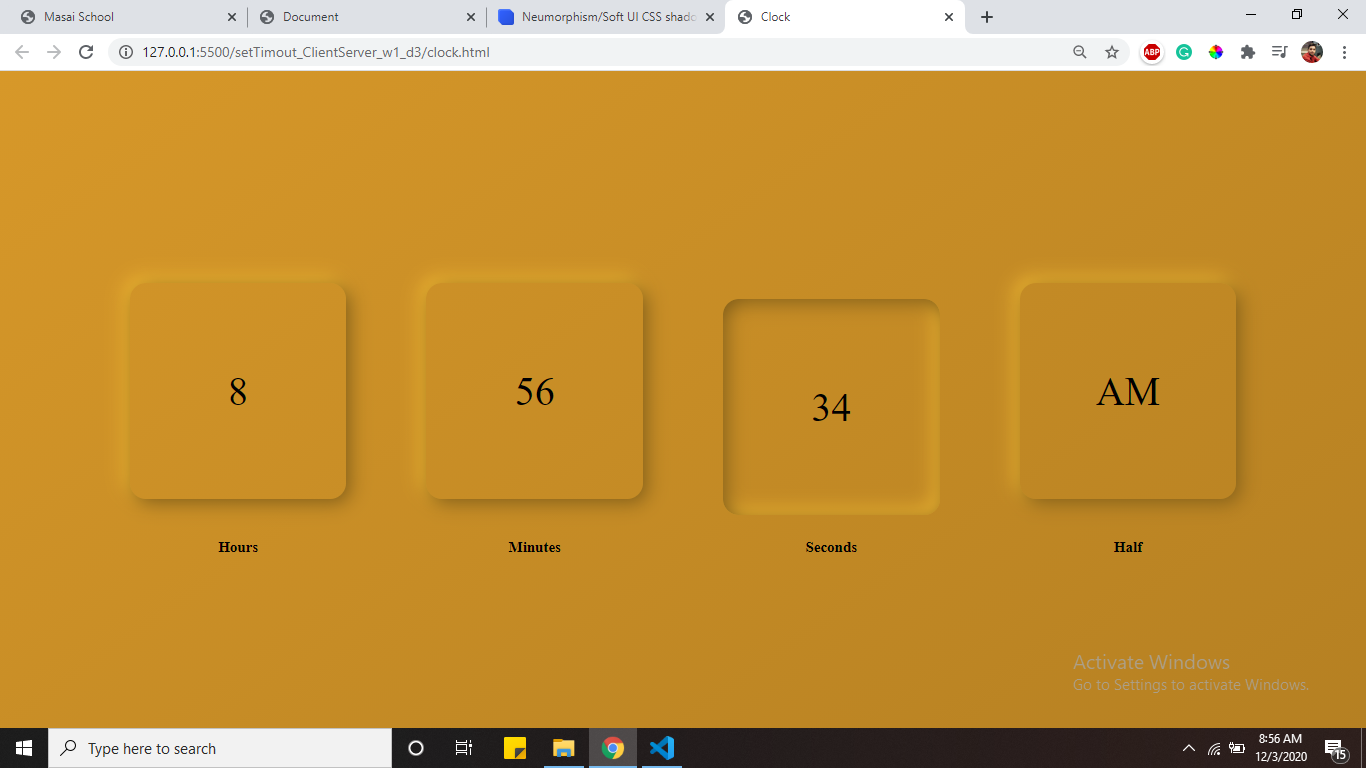 Masai School
Document
Neumorphism/Soft UI CSS shado
Clock
127.0.0.1:5500/setTimout_ClientServer_w1_d3/clock.html
ABP
8
56
34
AM
Hours
Minutes
Seconds
Half
Activate Windows
Go to Settings to activate Windows.
Type here to search
8:56 AM
12/3/2020
15